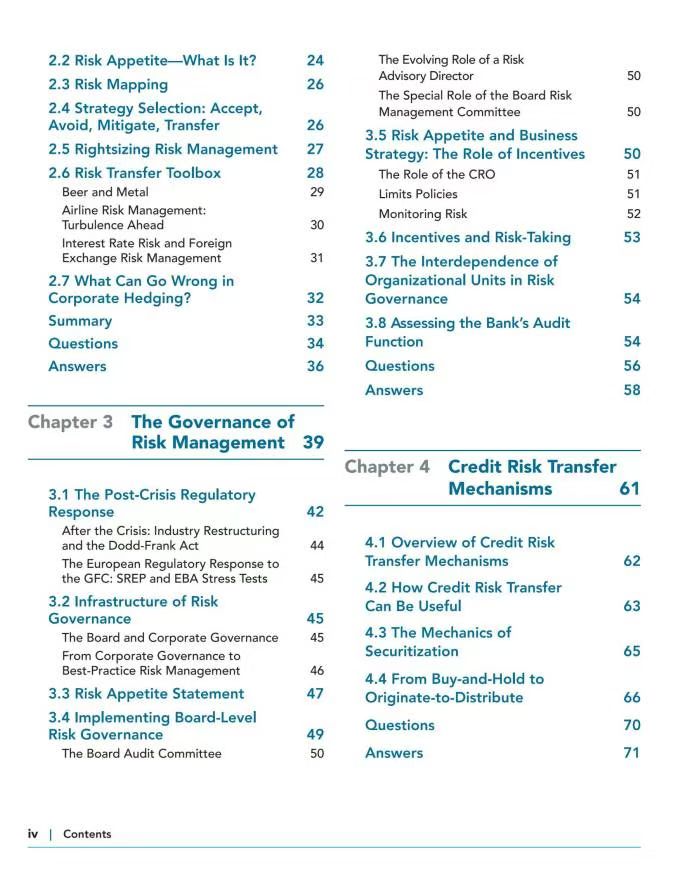 2.2 Risk Appetite—What Is It? 24
2.3 Risk Mapping 26
2.4 Strategy Selection: Accept,
Avoid, Mitigate, Transfer 26
2.5 Rightsizing Risk Management 27
2.6 Risk Transfer Toolbox 28
Beer and Metal 29
Airline Risk Management:
Turbulence Ahead 30
Interest Rate Risk and Foreign
Exchange Risk Management 31
2.7 What Can Go Wrong in
Corporate Hedging? 32
Summary 33
Questions 34
Answers 36
Chapter 3 The Governance of
Risk Management 39
3.1 The Post-Crisis Regulatory
Response 42
After the Crisis: Industry Restructuring
and the Dodd-Frank Act 44
The European Regulatory Response to
the GFC: SREP and EBA Stress Tests 45
3.2 Infrastructure of Risk
Governance 45
The Board and Corporate Governance 45
From Corporate Governance to
Best-Practice Risk Management 46
3.3 Risk Appetite Statement 47
3.4 Implementing Board-Level
Risk Governance 49
The Board Audit Committee 50
The Evolving Role of a Risk
Advisory Director 50
The Special Role of the Board Risk
Management Committee 50
3.5 Risk Appetite and Business
Strategy: The Role of Incentives 50
The Role of the CRO 51
Limits Policies 51
Monitoring Risk 52
3.6 Incentives and Risk-Taking 53
3.7 The Interdependence of
Organizational Units in Risk
Governance 54
3.8 Assessing the Bank's Audit
Function 54
Questions 56
Answers 58
Chapter 4 Credit Risk Transfer
Mechanisms 61
4.1 Overview of Credit Risk
Transfer Mechanisms 62
4.2 How Credit Risk Transfer
Can Be Useful 63
4.3 The Mechanics of
Securitization 65
4.4 From Buy-and-Hold to
Originate-to-Distribute 66
Questions 70
Answers 71
iv | Contents